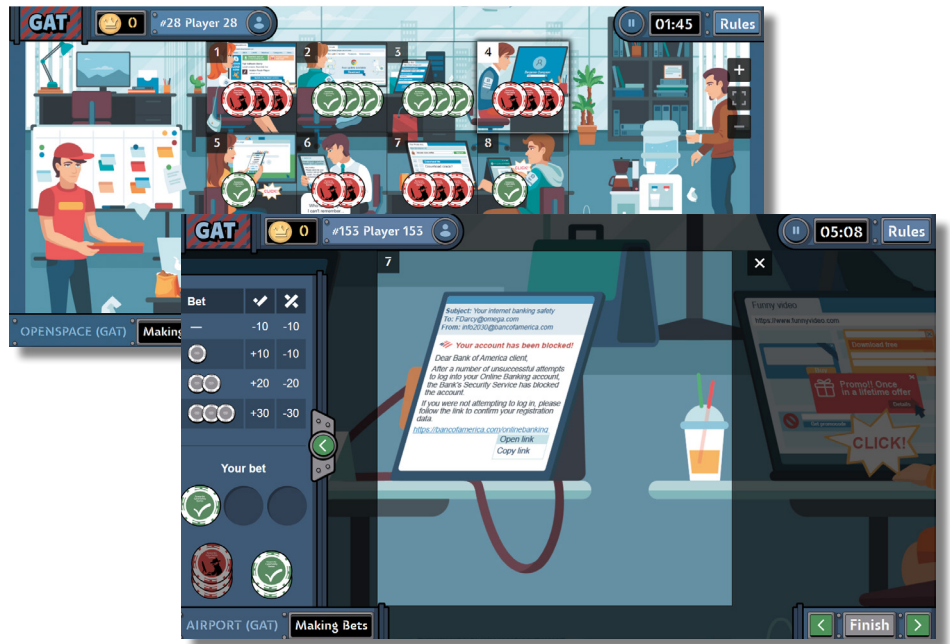 GAT
0
#28 Player 28
01:45
Rules
1
2
3
4
5
6
7
8
CLICK!
I can't remember
OPENSPACE (GAT)
Making
GAT
0
#153 Player 153
05:08
Rules
7
Bet
— -10 -10
+10 -10
+20 -20
+30 -30
Your bet
Subject: Your internet banking safety
To: FDarcy@omega.com
From: info2030@bancofamerica.com
Your account has been blocked!
Dear Bank of America client,
After a number of unsuccessful attempts
to log into your Online Banking account,
the Bank's Security Service has blocked
the account.
If you were not attempting to log in, please
follow the link to confirm your registration
data
https://bancofamerica.com/onlinebanking
Open link
Copy link
Funny video
https://www.funnyvideo.com
Download free
Promo!! Once
in a lifetime offer
Details
CLICK!
AIRPORT (GAT)
Making Bets
Finish